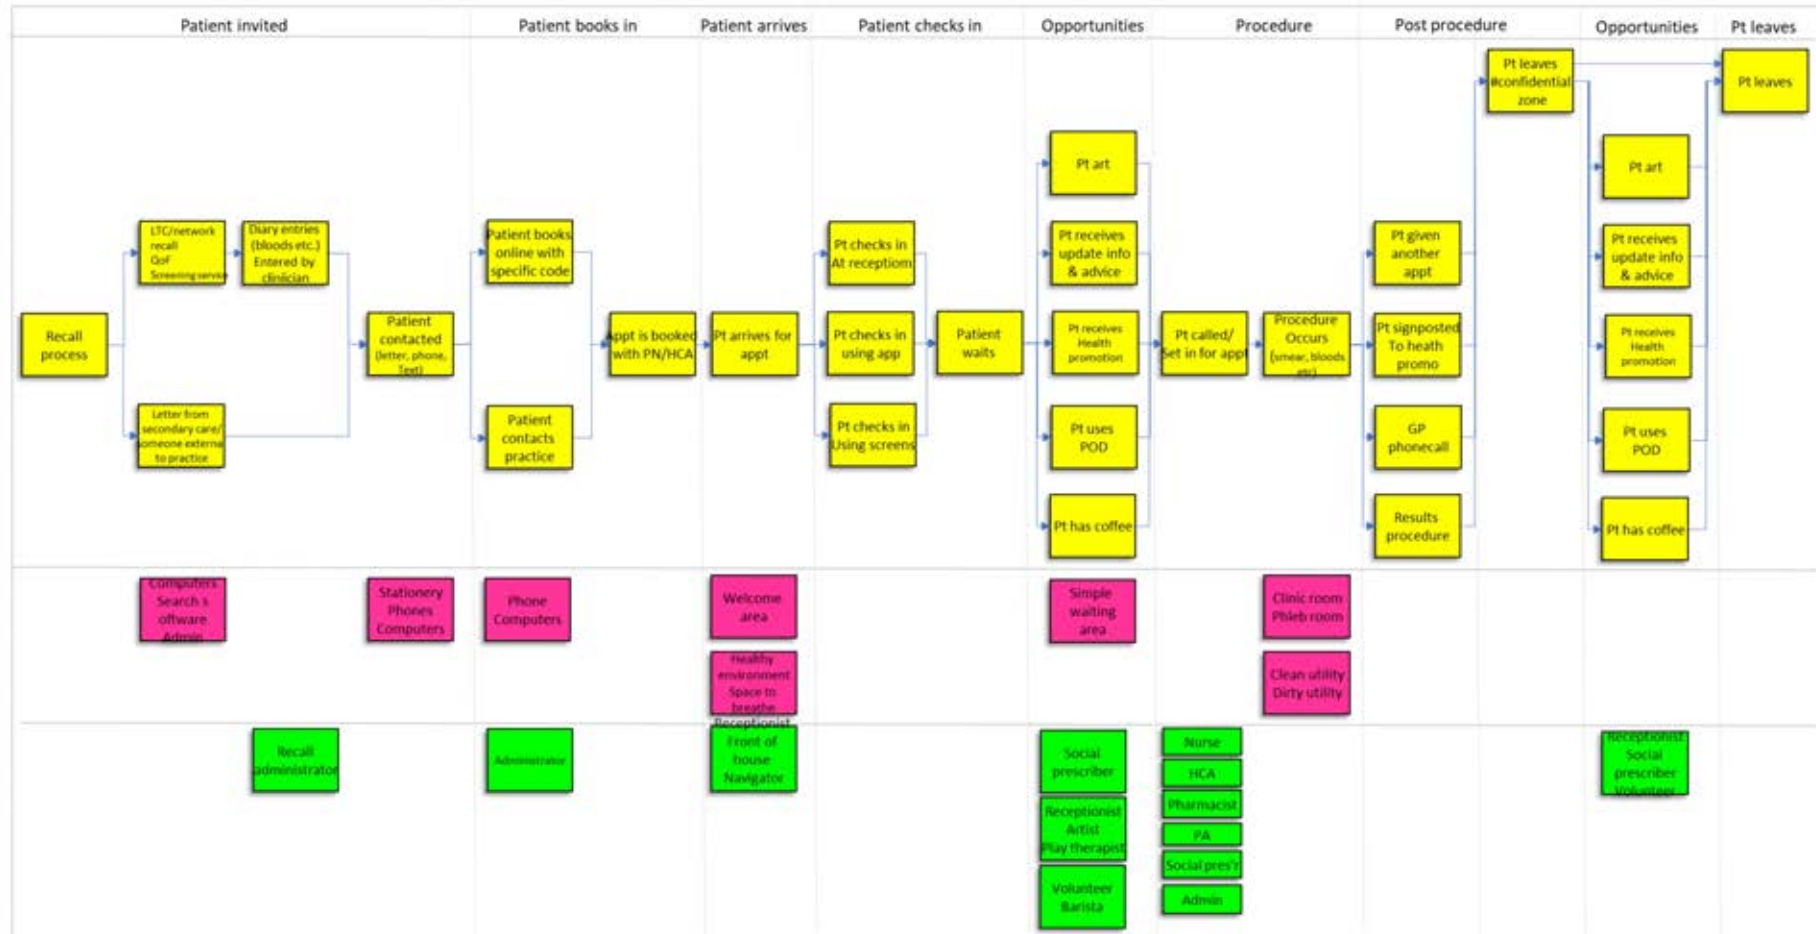 Patient invited
Patient books in
Patient arrives
Patient checks in
Opportunities
Procedure
Post procedure
Opportunities
Pt leaves
Recall
process
LTC/network
recall
QoF
Screening service
Diary entries
(bloods etc.)
Entered by
cliniician
Letter from
secondary care/
someone externa
to practice
Patient
contacted
(letter, phone,
Text)
Patient books
online with
specific code
Patient
contacts
practice
Appt is booked
with PN/HCA
Pt arrives for
appt
Pt checks in
At receptiom
Pt checks in
using app
Pt checks in
Using screens
Patient
waits
Pt art
Pt receives
update info
& advice
Pt receives
Health
promotion
Pt uses
POD
Pt has coffee
Pt called/
Set in for appt
Procedure
Occurs
(smear, bloods
etc)
Pt given
another
appt
Pt signposted
To heath
promo
GP
phonecall
Results
procedure
Pt leaves
#confidential
zone
Pt art
Pt receives
update info
& advice
Pt receives
Health
promotion
Pt uses
POD
Pt has coffee
Pt leaves
Computers
Search s
oftware
Admin
Stationery
Phones
Computers
Phone
Computers
Welcome
area
Healthy
environment
Space to
breathe
Simple
waiting
area
Clinic room
Phleb room
Clean utility
Dirty utility
Recall
administrator
Administrator
Receptionist
Front of
house
Navigator
Social
prescriber
Receptionist
Artist
Play therapist
Volunteer
Barista
Nurse
HCA
Pharmacist
PA
Social pres'r
Admin
Receptionist
Social
prescriber
Volunteer